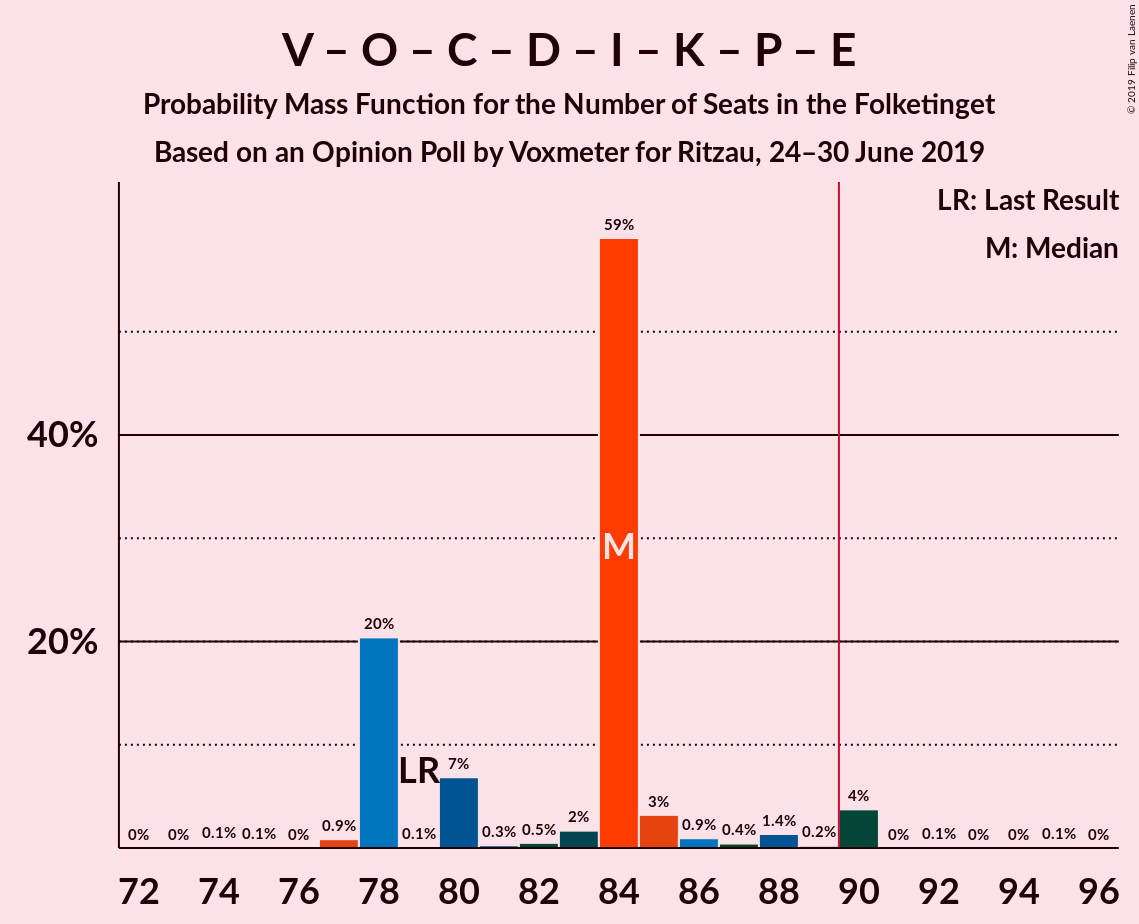 V – O – C – D – I – K – P – E
Probability Mass Function for the Number of Seats in the Folketinget
Based on an Opinion Poll by Voxmeter for Ritzau, 24–30 June 2019
© 2019 Filip van Laenen
LR: Last Result
M: Median
59%
40%
M
20%
20%
LR
0% 0% 0.1% 0.1% 0% 0.9% 0.1% 7% 0.3% 0.5% 2% 3% 0.9% 0.4% 1.4% 0.2% 4% 0% 0.1% 0% 0% 0.1% 0%
72 74 76 78 80 82 84 86 88 90 92 94 96